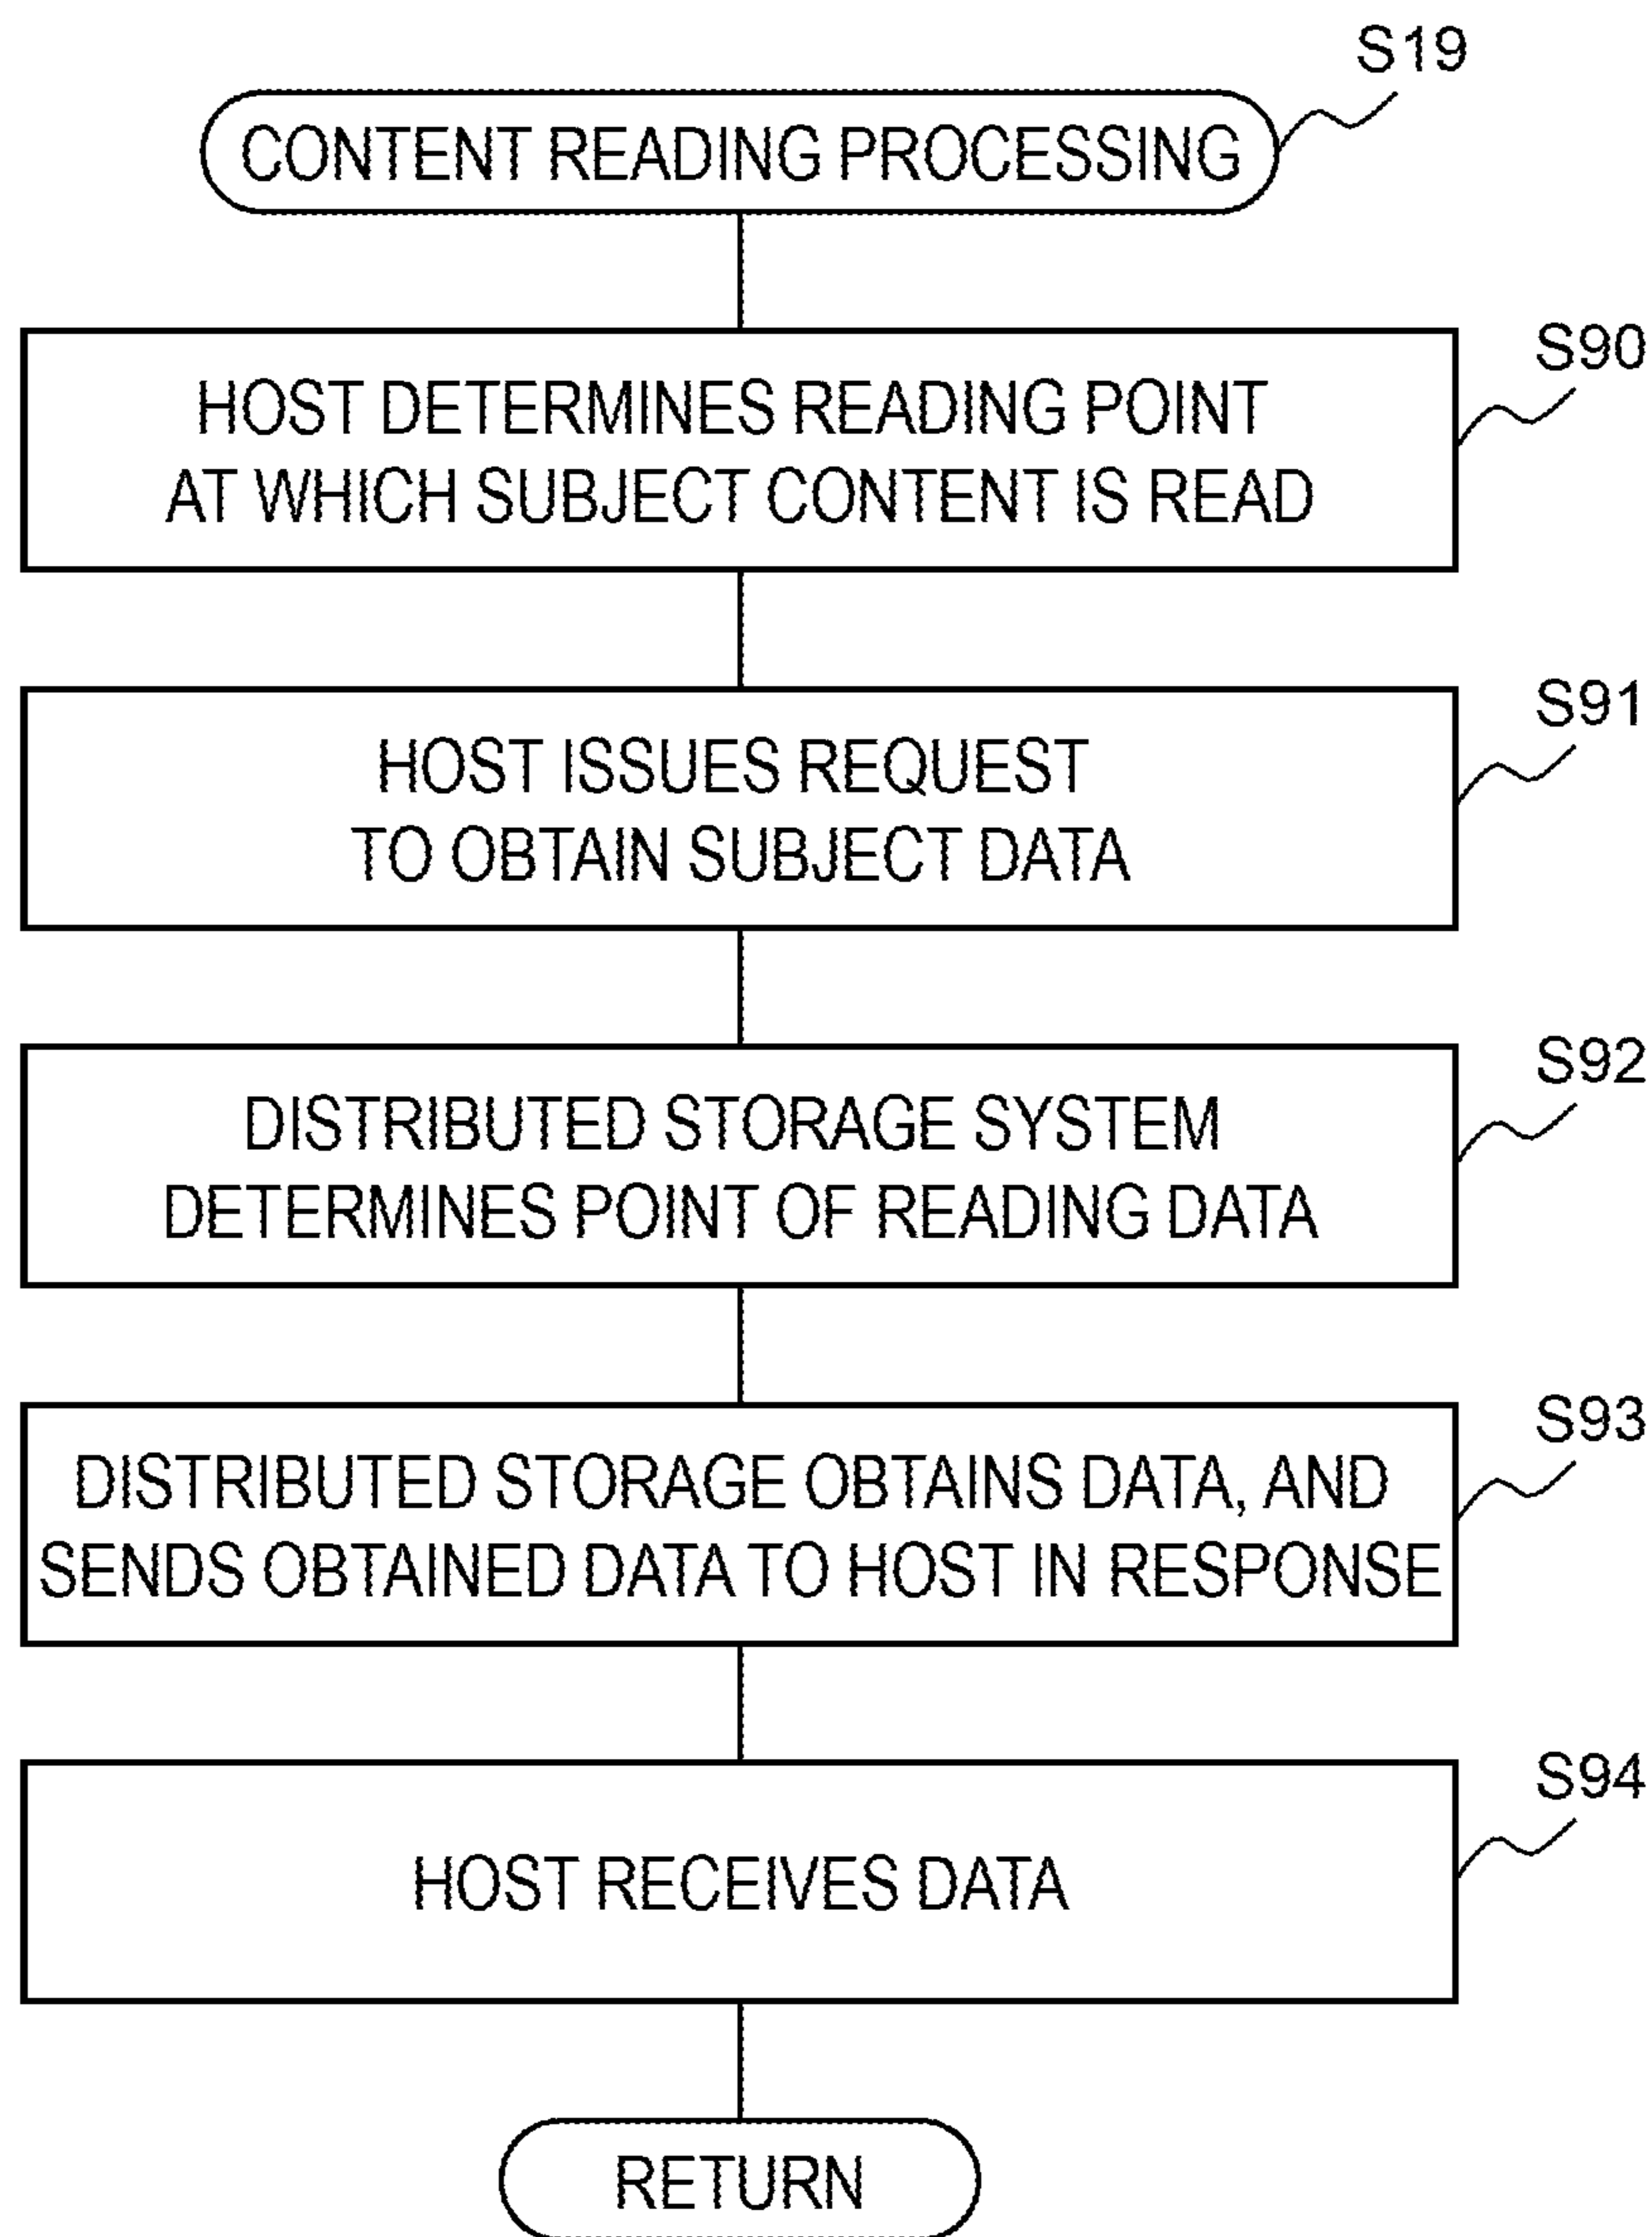 S19
CONTENT READING PROCESSING
S90
HOST DETERMINES READING POINT
AT WHICH SUBJECT CONTENT IS READ
S91
HOST ISSUES REQUEST
TO OBTAIN SUBJECT DATA
S92
DISTRIBUTED STORAGE SYSTEM
DETERMINES POINT OF READING DATA
S93
DISTRIBUTED STORAGE OBTAINS DATA, AND
SENDS OBTAINED DATA TO HOST IN RESPONSE
S94
HOST RECEIVES DATA
RETURN